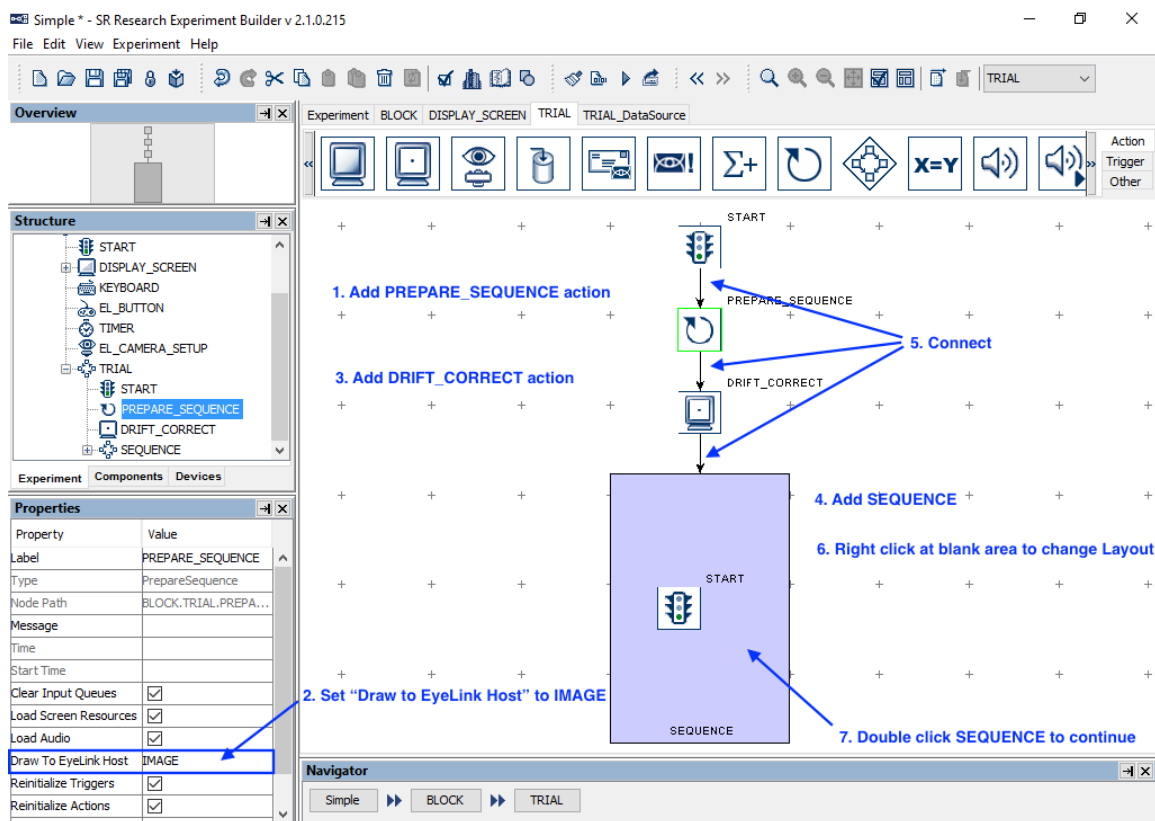 Simple * - SR Research Experiment Builder v 2.1.0.215
File Edit View Experiment Help
TRIAL
Overview
Experiment BLOCK DISPLAY_SCREEN TRIAL TRIAL_DataSource
X=Y
Action
Trigger
Other
Structure
START
DISPLAY_SCREEN
KEYBOARD
EL_BUTTON
TIMER
EL_CAMERA_SETUP
TRIAL
START
PREPARE_SEQUENCE
DRIFT_CORRECT
SEQUENCE
Experiment Components Devices
Properties
Property Value
Label PREPARE_SEQUENCE
Type PrepareSequence
Node Path BLOCK.TRIAL.PREPA...
Message
Time
Start Time
Clear Input Queues
Load Screen Resources
Load Audio
Draw To EyeLink Host IMAGE
Reinitialize Triggers
Reinitialize Actions
START
1. Add PREPARE_SEQUENCE action
PREPARE_SEQUENCE
5. Connect
3. Add DRIFT_CORRECT action
DRIFT_CORRECT
4. Add SEQUENCE
6. Right click at blank area to change Layout
START
2. Set “Draw to EyeLink Host” to IMAGE
SEQUENCE
7. Double click SEQUENCE to continue
Navigator
Simple BLOCK TRIAL